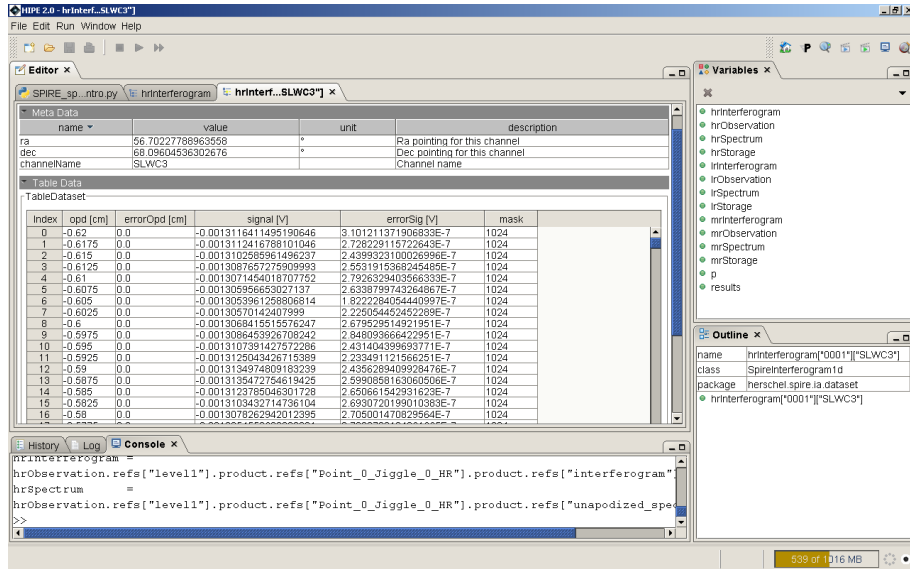 HIPE 2.0 - hrInterf...SLWC3"]
File Edit Run Window Help
Editor ×
SPIRE_sp...ntro.py hrInterferogram hrInterf...SLWC3"] ×
Meta Data
name value unit description
ra 56.70227788963558 ° Ra pointing for this channel
dec 68.09604536302676 ° Dec pointing for this channel
channelName SLWC3 Channel name
Table Data
TableDataset
Index opd [cm] errorOpd [cm] signal [V] errorSig [V] mask
0 -0.62 0.0 -0.0013116411495190646 3.101211371906833E-7 1024
1 -0.6175 0.0 -0.0013112416788101046 2.728229115722643E-7 1024
2 -0.615 0.0 -0.0013102585961496237 2.4399323100026996E-7 1024
3 -0.6125 0.0 -0.0013087657275909993 2.5531915368245485E-7 1024
4 -0.61 0.0 -0.0013071454018707752 2.7926329403566333E-7 1024
5 -0.6075 0.0 -0.001305956653027137 2.6338799743264867E-7 1024
6 -0.605 0.0 -0.0013053961258806814 1.8222284054440997E-7 1024
7 -0.6025 0.0 -0.00130570142407999 2.225054452452289E-7 1024
8 -0.6 0.0 -0.0013068415515576247 2.679529514921951E-7 1024
9 -0.5975 0.0 -0.0013086453926708242 2.848093666422951E-7 1024
10 -0.595 0.0 -0.0013107391427572286 2.431404399693771E-7 1024
11 -0.5925 0.0 -0.0013125043426715389 2.233491121566251E-7 1024
12 -0.59 0.0 -0.0013134974809183239 2.4356289409928476E-7 1024
13 -0.5875 0.0 -0.0013135472754619425 2.5990858163060506E-7 1024
14 -0.585 0.0 -0.0013123785046301728 2.650661542931623E-7 1024
15 -0.5825 0.0 -0.0013103432714736104 2.6930720199010383E-7 1024
16 -0.58 0.0 -0.0013078262942012395 2.705001470829564E-7 1024
History Log Console ×
hrInterferogram =
hrObservation.refs["level1"].product.refs["Point_0_Jiggle_0_HR"].product.refs["interferogram"]
hrSpectrum =
hrObservation.refs["level1"].product.refs["Point_0_Jiggle_0_HR"].product.refs["unapodized_spec
>>
Variables ×
hrInterferogram
hrObservation
hrSpectrum
hrStorage
lrInterferogram
lrObservation
lrSpectrum
lrStorage
mrInterferogram
mrObservation
mrSpectrum
mrStorage
p
results
Outline ×
name hrInterferogram["0001"]["SLWC3"]
class SpireInterferogram1d
package herschel.spire.ia.dataset
hrInterferogram["0001"]["SLWC3"]
539 of 1016 MB